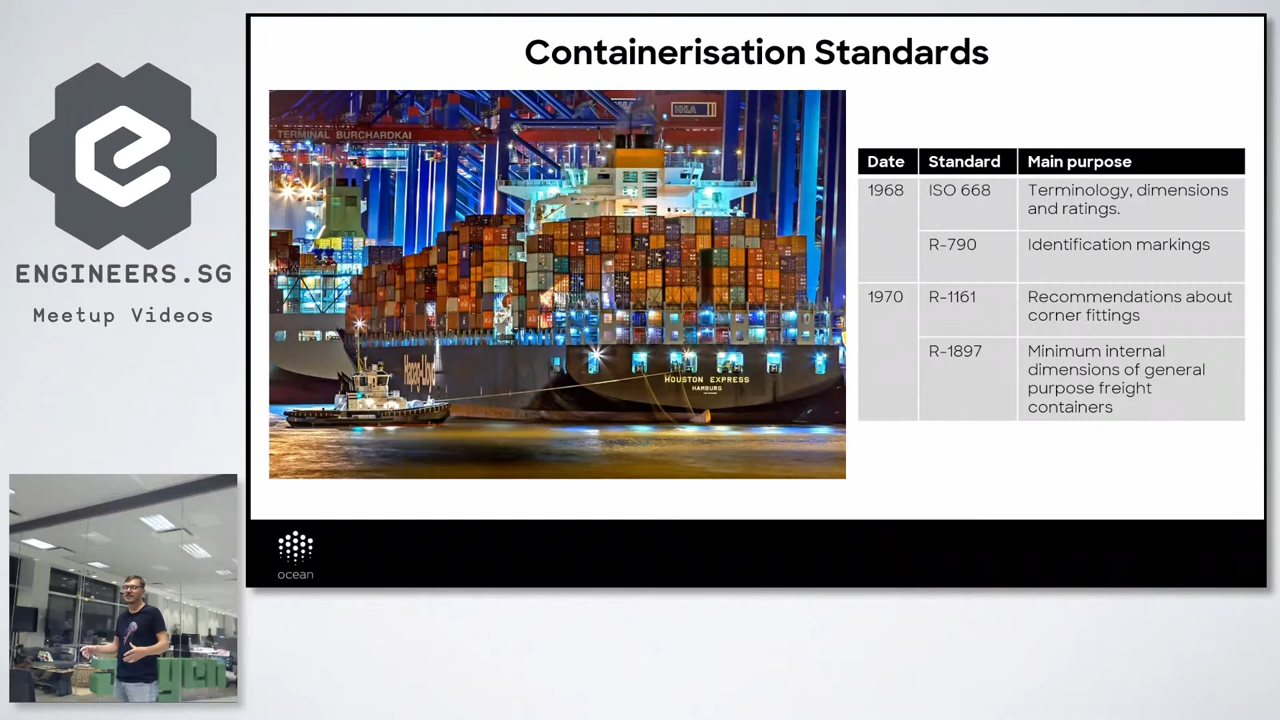 ENGINEERS.SG
Meetup Videos
Containerisation Standards
TERMINAL BURCHARDKAI
HHLA
Hapag-Lloyd
HOUSTON EXPRESS
HAMBURG
Date Standard Main purpose
1968 ISO 668 Terminology, dimensions
and ratings.
R-790 Identification markings
1970 R-1161 Recommendations about
corner fittings
R-1897 Minimum internal
dimensions of general
purpose freight
containers
ocean